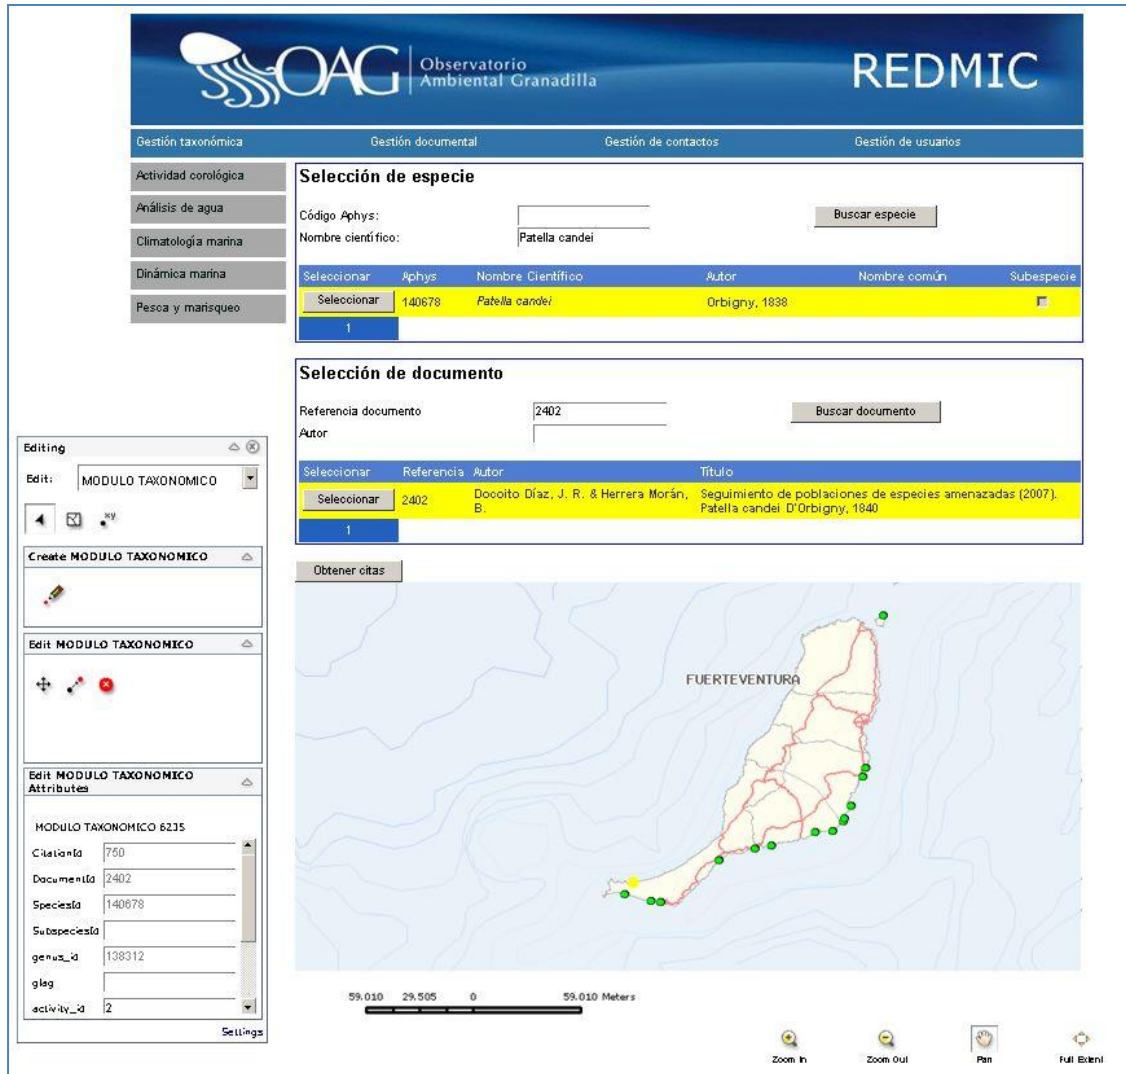 OAG
Observatorio
Ambiental Granadilla
REDMIC
Gestión taxonómica Gestión documental Gestión de contactos Gestión de usuarios
Actividad corológica
Análisis de agua
Climatología marina
Dinámica marina
Pesca y marisqueo
Selección de especie
Código Aphys: Buscar especie
Nombre científico: Patella candei
Seleccionar Aphys Nombre Científico Autor Nombre común Subespecie
Seleccionar 140678 Patella candei Orbigny, 1838
1
Selección de documento
Referencia documento 2402 Buscar documento
Autor
Seleccionar Referencia Autor Título
Seleccionar 2402 Docoito Díaz, J. R. & Herrera Morán, B. Seguimiento de poblaciones de especies amenazadas (2007). Patella candei D'Orbigny, 1840
1
Obtener citas
Editing
Edit: MODULO TAXONOMICO
xy
Create MODULO TAXONOMICO
Edit MODULO TAXONOMICO
Edit MODULO TAXONOMICO
Attributes
MODULO TAXONOMICO 6235
CitationId 750
DocumentId 2402
SpeciesId 140678
SubspeciesId
genus_id 138312
glag
activity_id 2
Settings
FUERTEVENTURA
59.010 29.505 0 59.010 Meters
Zoom In Zoom Out Pan Full Extent